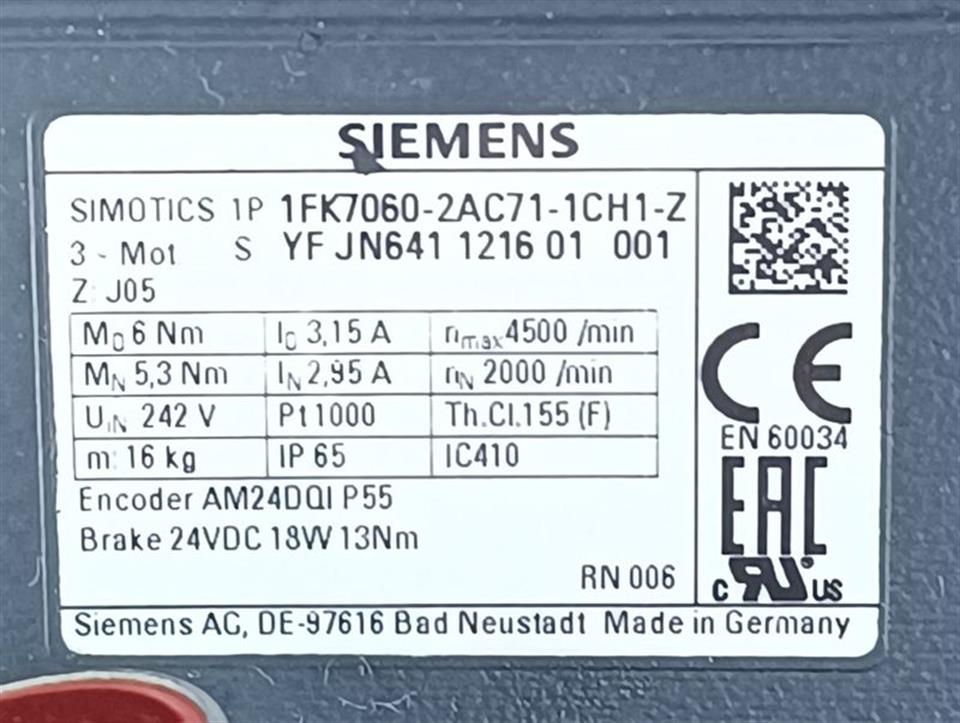 SIEMENS
SIMOTICS 1P 1FK7060-2AC71-1CH1-Z
3 - Mot S YF JN641 1216 01 001
Z: J05
M₀ 6 Nm I₀ 3,15 A nmax 4500 /min
MN 5,3 Nm IN 2,95 A nN 2000 /min
UIN 242 V Pt1000 Th.Cl.155 (F)
m: 16 kg IP 65 IC410
Encoder AM24DQI P55
Brake 24VDC 18W 13Nm
RN 006
CE
EN 60034
EAC
c RU US
Siemens AG, DE-97616 Bad Neustadt Made in Germany